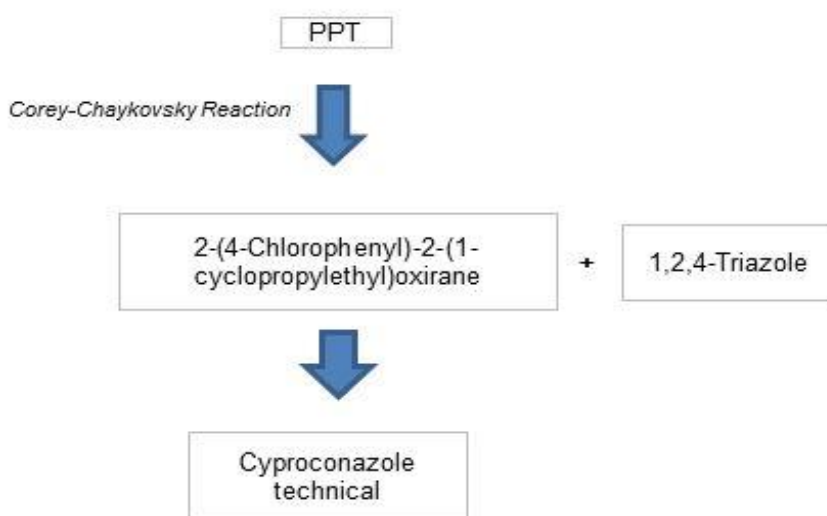 PPT
Corey-Chaykovsky Reaction
2-(4-Chlorophenyl)-2-(1-
cyclopropylethyl)oxirane
+
1,2,4-Triazole
Cyproconazole
technical